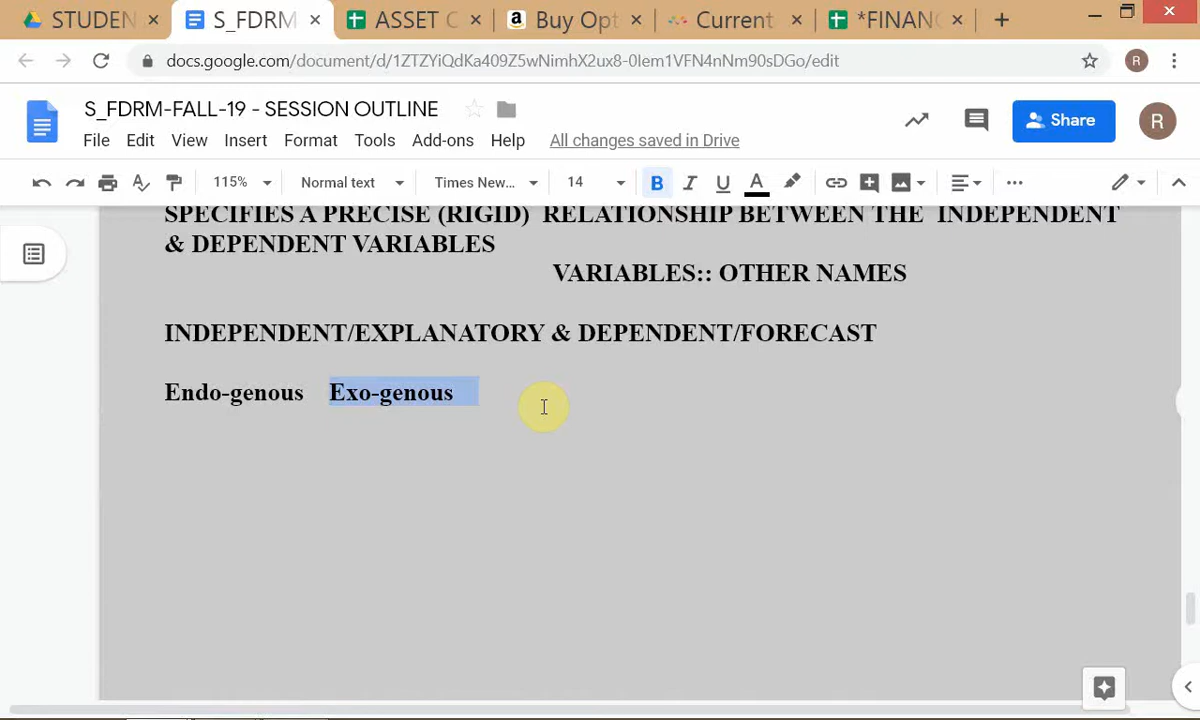 STUDEN
S_FDRM
ASSET C
Buy Opt
Current
*FINANC
docs.google.com/document/d/1ZTZYiQdKa409Z5wNimhX2ux8-0lem1VFN4nNm90sDGo/edit
R
S_FDRM-FALL-19 - SESSION OUTLINE
File Edit View Insert Format Tools Add-ons Help All changes saved in Drive
Share
R
115% Normal text Times New... 14 B I U A
SPECIFIES A PRECISE (RIGID) RELATIONSHIP BETWEEN THE INDEPENDENT
& DEPENDENT VARIABLES
VARIABLES:: OTHER NAMES
INDEPENDENT/EXPLANATORY & DEPENDENT/FORECAST
Endo-genous Exo-genous